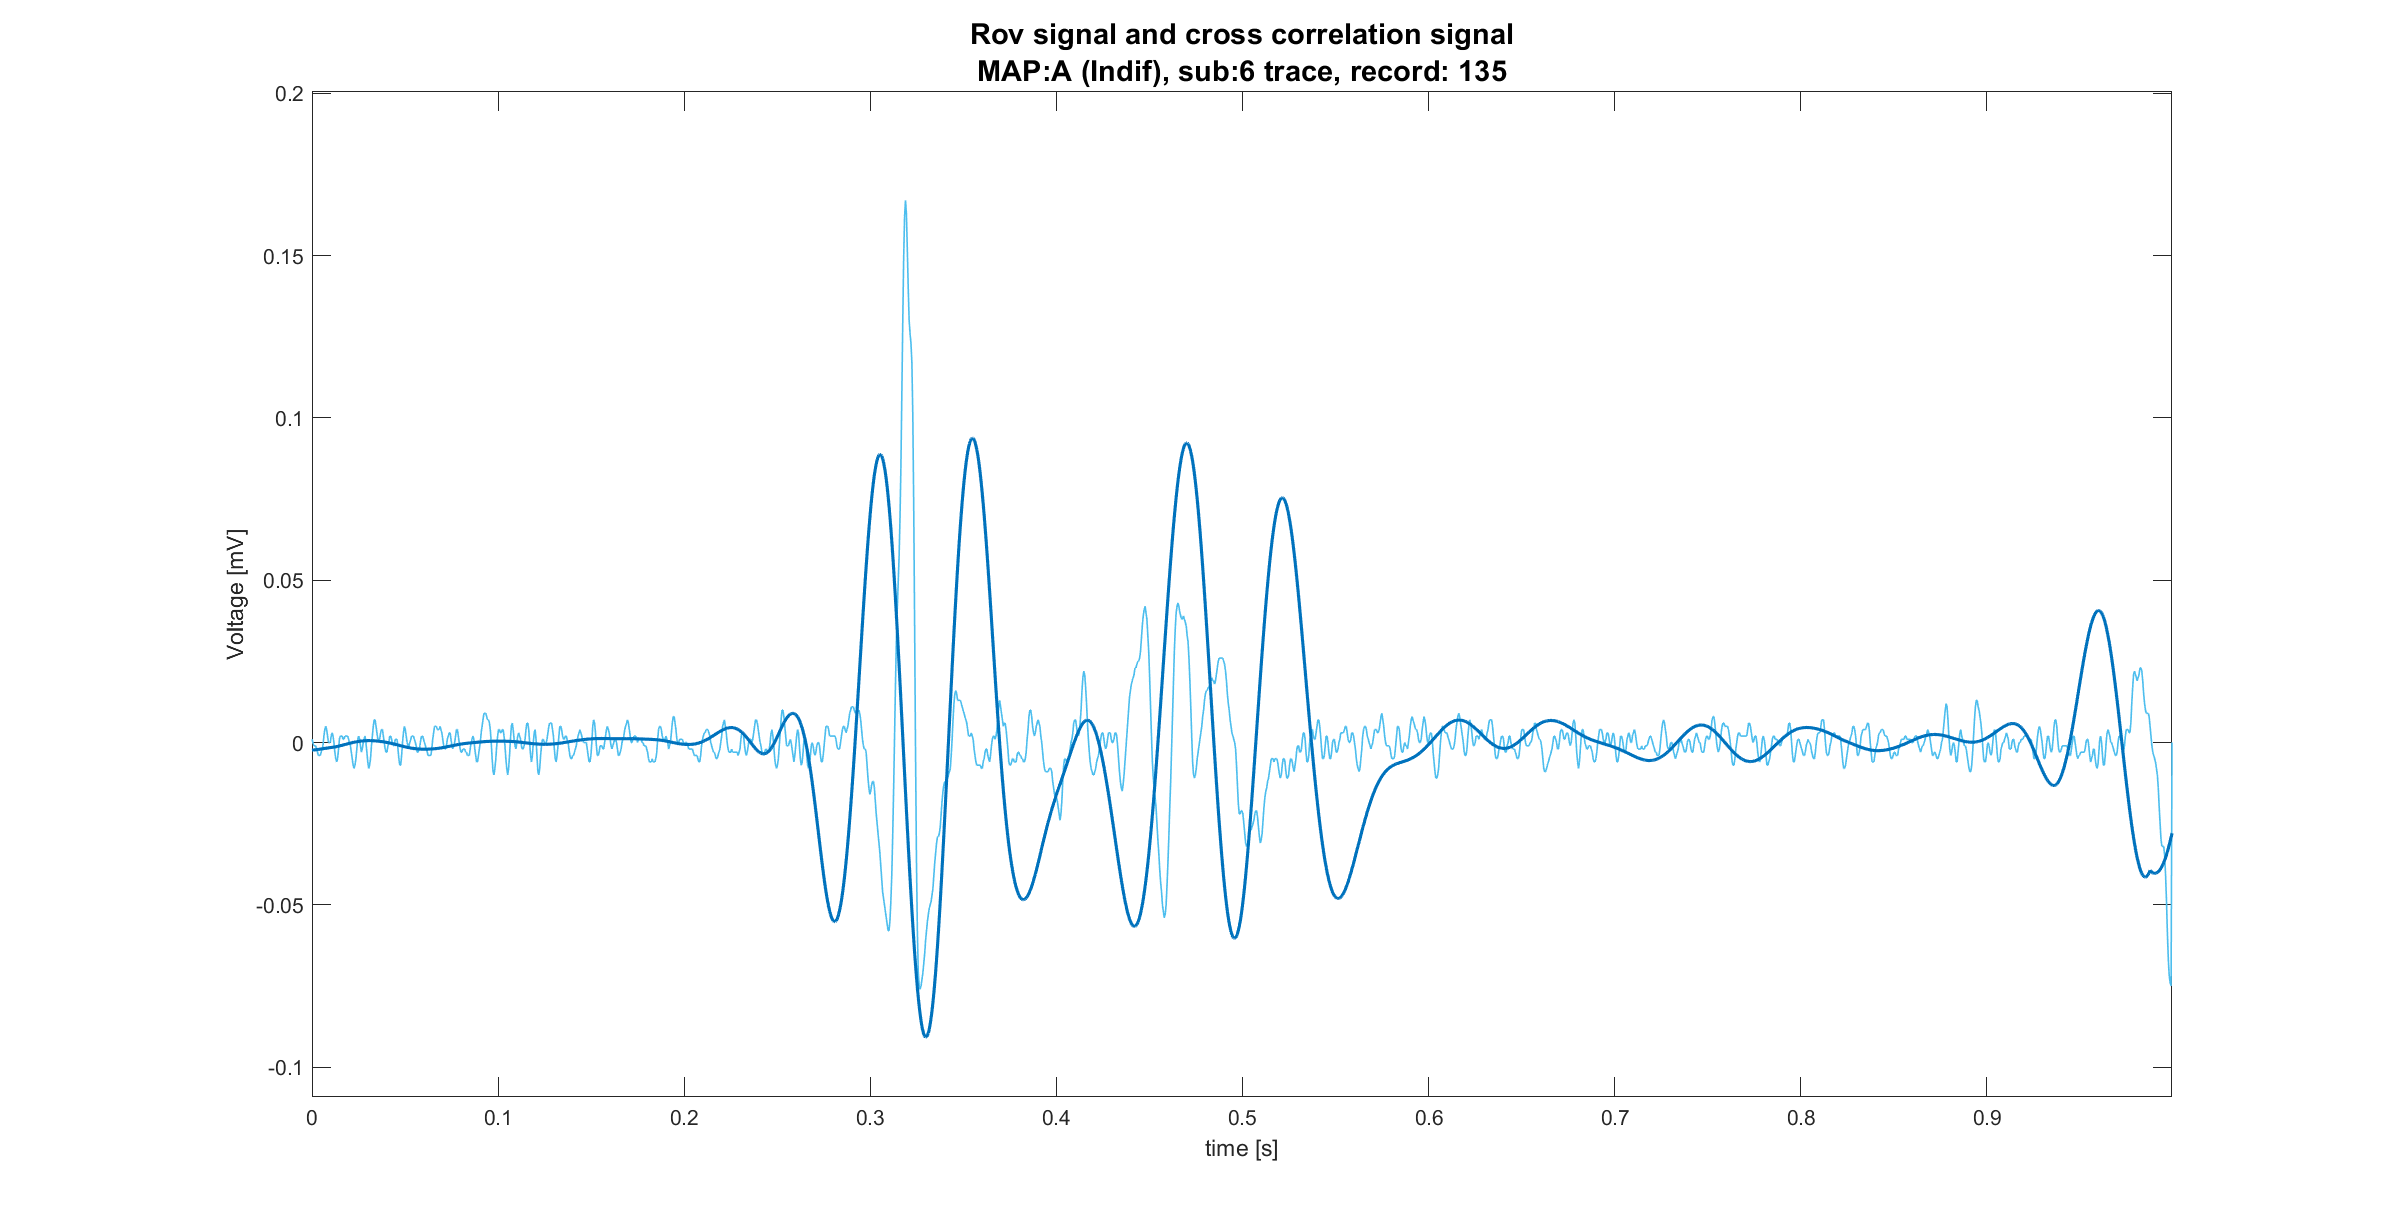 Rov signal and cross correlation signal
MAP:A (Indif), sub:6 trace, record: 135
0.2
0.15
0.1
0.05
0
-0.05
-0.1
Voltage [mV]
0 0.1 0.2 0.3 0.4 0.5 0.6 0.7 0.8 0.9
time [s]